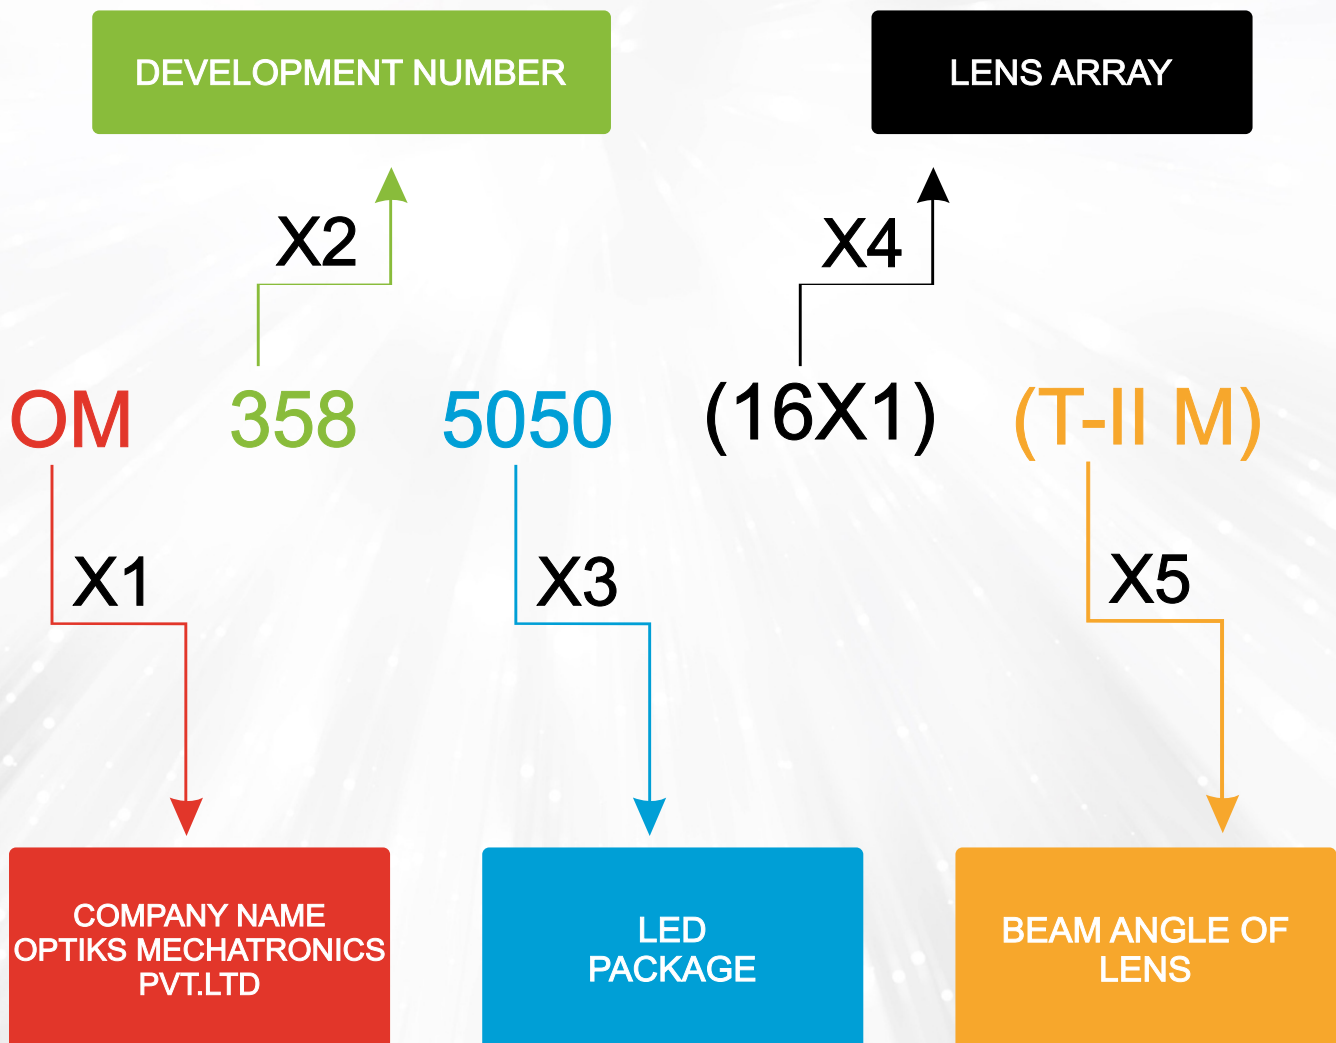 DEVELOPMENT NUMBER
LENS ARRAY
X2
X4
OM 358 5050 (16X1) (T-II M)
X1
X3
X5
COMPANY NAME
OPTIKS MECHATRONICS
PVT.LTD
LED
PACKAGE
BEAM ANGLE OF
LENS